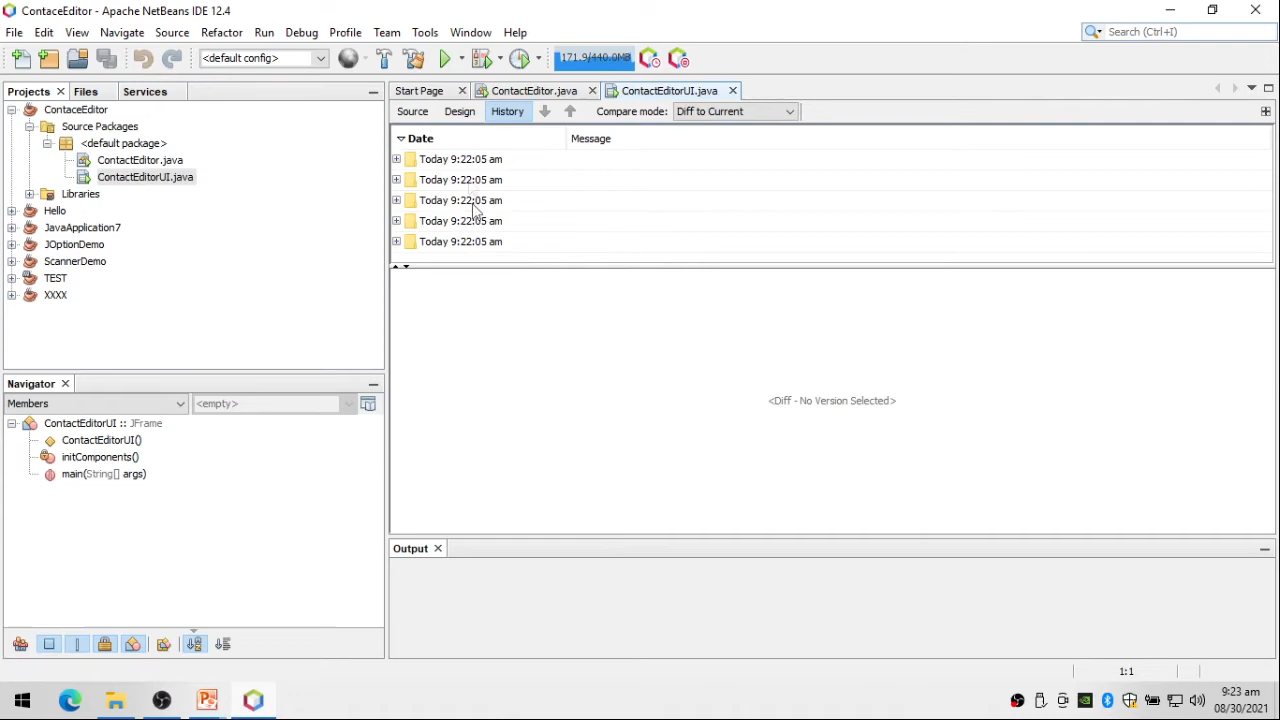 ContaceEditor - Apache NetBeans IDE 12.4
File Edit View Navigate Source Refactor Run Debug Profile Team Tools Window Help
Search (Ctrl+I)
<default config>
171.9/440.0MB
Projects Files Services
ContaceEditor
Source Packages
<default package>
ContactEditor.java
ContactEditorUI.java
Libraries
Hello
JavaApplication7
JOptionDemo
ScannerDemo
TEST
XXXX
Start Page ContactEditor.java ContactEditorUI.java
Source Design History Compare mode: Diff to Current
Date Message
Today 9:22:05 am
Today 9:22:05 am
Today 9:22:05 am
Today 9:22:05 am
Today 9:22:05 am
<Diff - No Version Selected>
Navigator
Members <empty>
ContactEditorUI :: JFrame
ContactEditorUI()
initComponents()
main(String[] args)
Output
1:1
9:23 am
08/30/2021